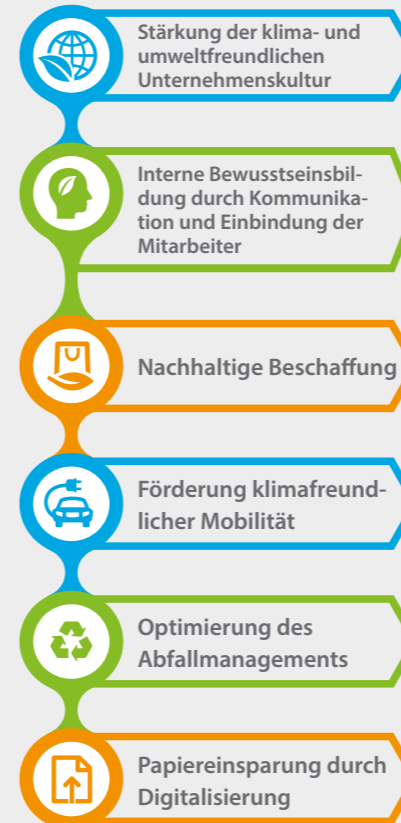 Stärkung der klima- und
umweltfreundlichen
Unternehmenskultur
Interne Bewusstseinsbil-
dung durch Kommunika-
tion und Einbindung der
Mitarbeiter
Nachhaltige Beschaffung
Förderung klimafreund-
licher Mobilität
Optimierung des
Abfallmanagements
Papiereinsparung durch
Digitalisierung